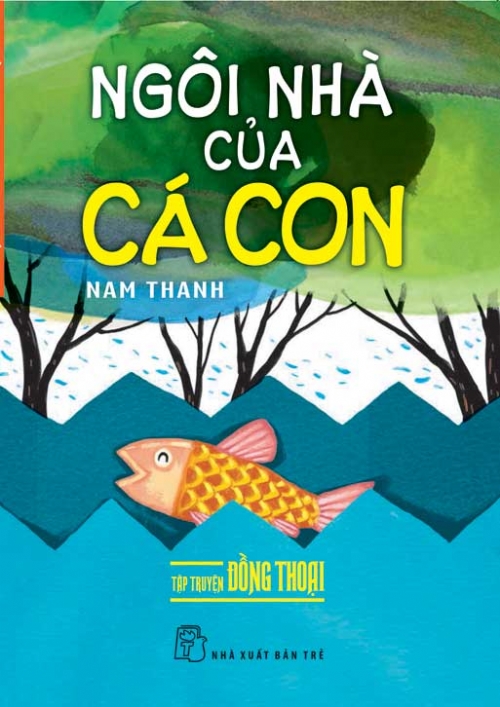 NGÔI NHÀ
CỦA
CÁ CON
NAM THANH
TẬP TRUYỆN ĐỒNG THOẠI
NHÀ XUẤT BẢN TRẺ